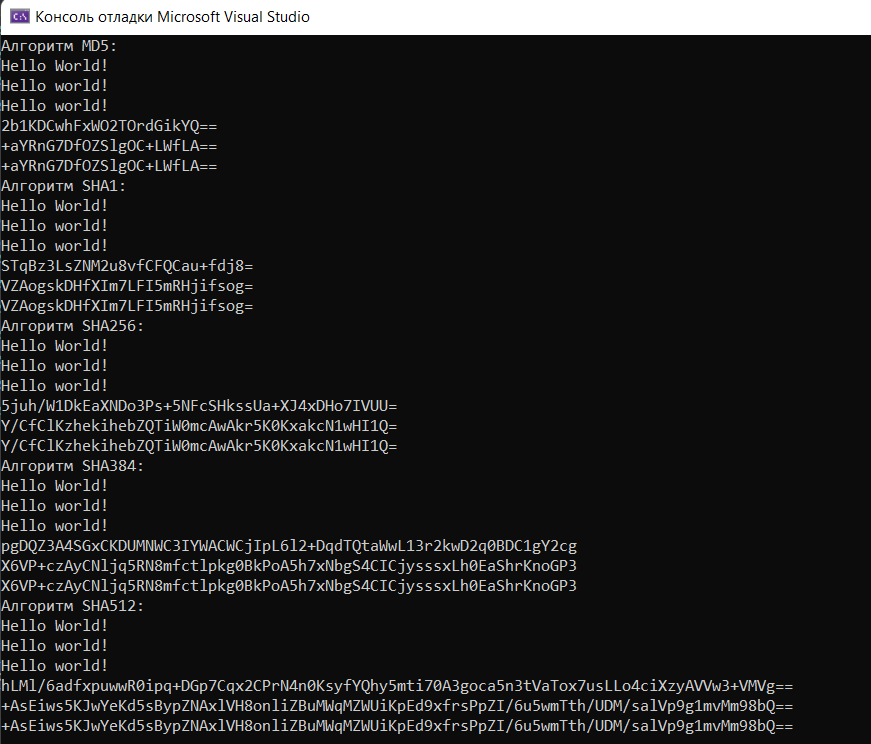 C:\ Консоль отладки Microsoft Visual Studio
Алгоритм MD5:
Hello World!
Hello world!
Hello world!
2b1KDCwhFxWO2TOrdGikYQ==
+aYRnG7DfOZSlgOC+LWfLA==
+aYRnG7DfOZSlgOC+LWfLA==
Алгоритм SHA1:
Hello World!
Hello world!
Hello world!
STqBz3LsZNM2u8vfCFQCau+fdj8=
VZAogskDHfXIm7LFI5mRHjifsog=
VZAogskDHfXIm7LFI5mRHjifsog=
Алгоритм SHA256:
Hello World!
Hello world!
Hello world!
5juh/W1DkEaXNDo3Ps+5NFcSHkssUa+XJ4xDHo7IVUU=
Y/CfClKzhekihebZQTiW0mcAwAkr5K0KxakcN1wHI1Q=
Y/CfClKzhekihebZQTiW0mcAwAkr5K0KxakcN1wHI1Q=
Алгоритм SHA384:
Hello World!
Hello world!
Hello world!
pgDQZ3A4SGxCKDUMNWC3IYWACWCjIpL6l2+DqdTQtaWwL13r2kwD2q0BDC1gY2cg
X6VP+czAyCNljq5RN8mfctlpkg0BkPoA5h7xNbgS4CICjysssxLh0EaShrKnoGP3
X6VP+czAyCNljq5RN8mfctlpkg0BkPoA5h7xNbgS4CICjysssxLh0EaShrKnoGP3
Алгоритм SHA512:
Hello World!
Hello world!
Hello world!
hLMl/6adfxpuwwR0ipq+DGp7Cqx2CPrN4n0KsyfYQhy5mti70A3goca5n3tVaTox7usLLo4ciXzyAVVw3+VMVg==
+AsEiws5KJwYeKd5sBypZNAxlVH8onliZBuMWqMZWUiKpEd9xfrsPpZI/6u5wmTth/UDM/salVp9g1mvMm98bQ==
+AsEiws5KJwYeKd5sBypZNAxlVH8onliZBuMWqMZWUiKpEd9xfrsPpZI/6u5wmTth/UDM/salVp9g1mvMm98bQ==